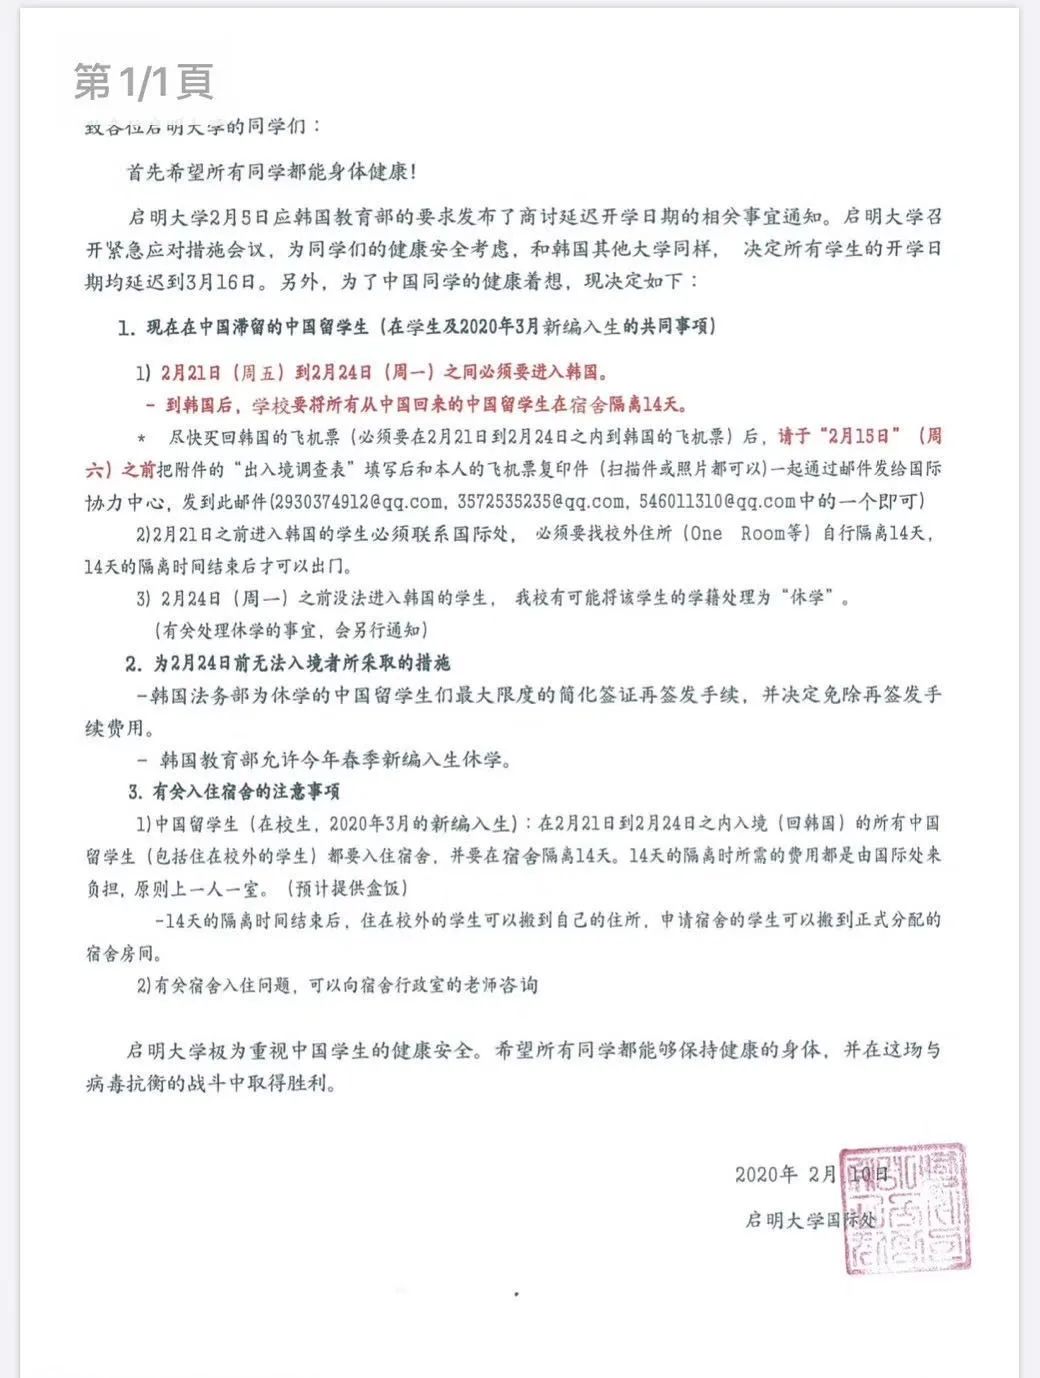 第1/1頁
致各位启明大学的同学们：
首先希望所有同学都能身体健康！
启明大学2月5日应韩国教育部的要求发布了商讨延迟开学日期的相关事宜通知。启明大学召
开紧急应对措施会议，为同学们的健康安全考虑，和韩国其他大学同样， 决定所有学生的开学日
期均延迟到3月16日。另外，为了中国同学的健康着想，现决定如下：
1. 现在在中国滞留的中国留学生（在学生及2020年3月新编入生的共同事项）
1) 2月21日（周五）到2月24日（周一）之间必须要进入韩国。
- 到韩国后，学校要将所有从中国回来的中国留学生在宿舍隔离14天。
* 尽快买回韩国的飞机票（必须要在2月21日到2月24日之内到韩国的飞机票）后，请于“2月15日”（周
六）之前把附件的“出入境调查表”填写后和本人的飞机票复印件（扫描件或照片都可以)一起通过邮件发给国际
协力中心，发到此邮件(2930374912@qq.com, 3572535235@qq.com, 546011310@qq.com中的一个即可）
2)2月21日之前进入韩国的学生必须联系国际处， 必须要找校外住所（One Room等）自行隔离14天，
14天的隔离时间结束后才可以出门。
3) 2月24日（周一）之前没法进入韩国的学生， 我校有可能将该学生的学籍处理为“休学”。
（有关处理休学的事宜，会另行通知）
2. 为2月24日前无法入境者所采取的措施
-韩国法务部为休学的中国留学生们最大限度的简化签证再签发手续，并决定免除再签发手
续费用。
- 韩国教育部允许今年春季新编入生休学。
3. 有关入住宿舍的注意事项
1)中国留学生（在校生，2020年3月的新编入生）：在2月21日到2月24日之内入境（回韩国）的所有中国
留学生（包括住在校外的学生）都要入住宿舍，并要在宿舍隔离14天。14天的隔离时所需的费用都是由国际处来
负担，原则上一人一室。（预计提供盒饭）
-14天的隔离时间结束后，住在校外的学生可以搬到自己的住所，申请宿舍的学生可以搬到正式分配的
宿舍房间。
2)有关宿舍入住问题，可以向宿舍行政室的老师咨询
启明大学极为重视中国学生的健康安全。希望所有同学都能够保持健康的身体，并在这场与
病毒抗衡的战斗中取得胜利。
2020年 2月 10日
启明大学国际处